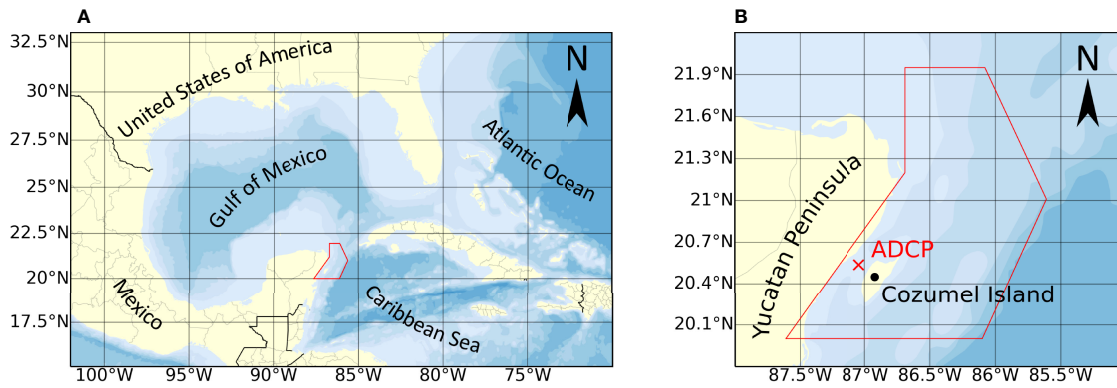 A
32.5°N
30°N
27.5°N
25°N
22.5°N
20°N
17.5°N
100°W
95°W
90°W
85°W
80°W
75°W
United States of America
N
Gulf of Mexico
Atlantic Ocean
Mexico
Caribbean Sea
B
21.9°N
21.6°N
21.3°N
21°N
20.7°N
20.4°N
20.1°N
87.5°W
87°W
86.5°W
86°W
85.5°W
N
Yucatan Peninsula
ADCP
Cozumel Island